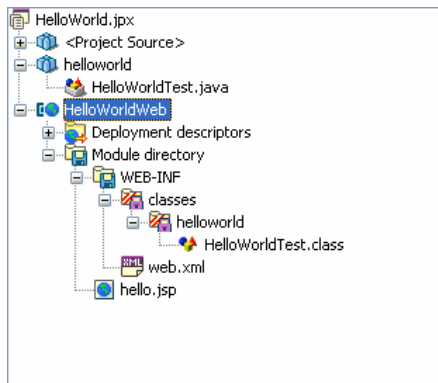 HelloWorld.jpx
<Project Source>
helloworld
HelloWorldTest.java
HelloWorldWeb
Deployment descriptors
Module directory
WEB-INF
classes
helloworld
HelloWorldTest.class
XML
web.xml
hello.jsp